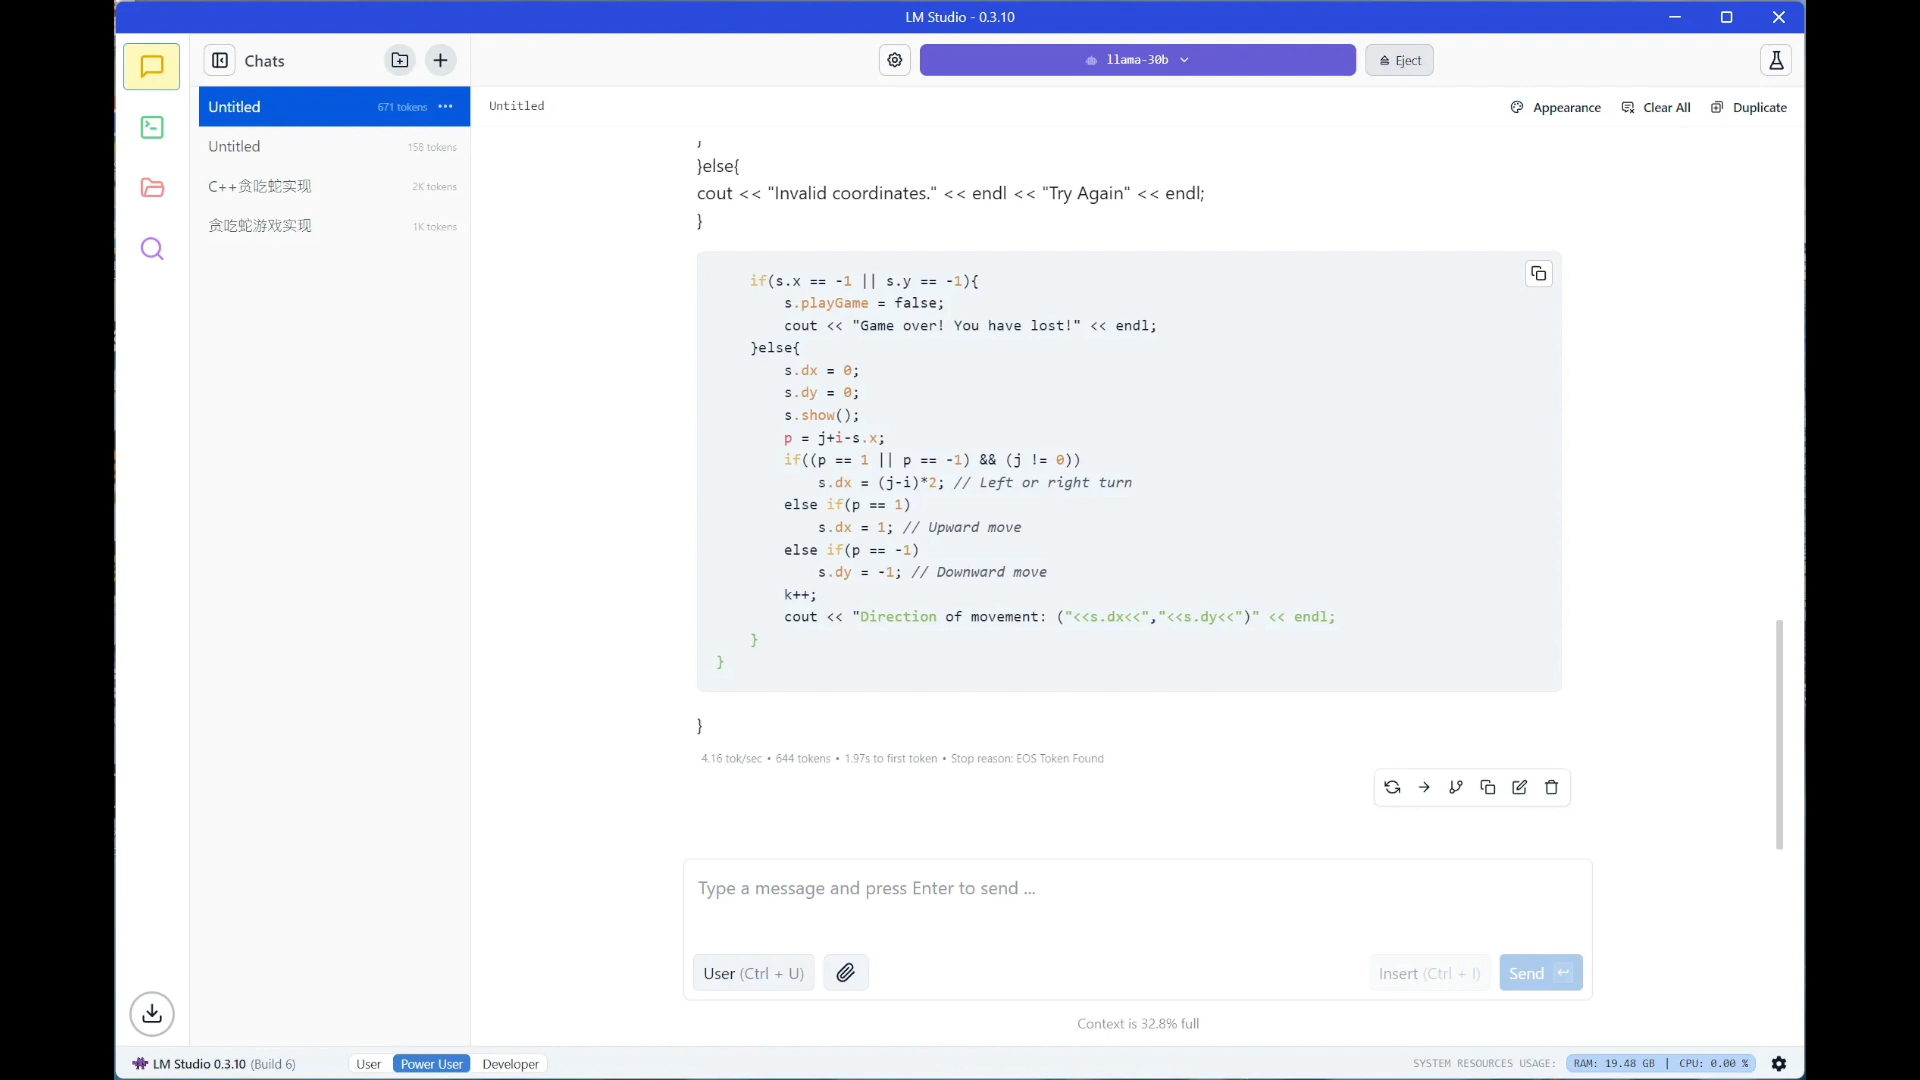 LM Studio - 0.3.10
Chats
llama-30b
Eject
Untitled 671 tokens
Untitled
Appearance
Clear All
Duplicate
Untitled 158 tokens
C++贪吃蛇实现 2K tokens
贪吃蛇游戏实现 1K tokens
}else{
cout << "Invalid coordinates." << endl << "Try Again" << endl;
}
if(s.x == -1 || s.y == -1){
s.playGame = false;
cout << "Game over! You have lost!" << endl;
}else{
s.dx = 0;
s.dy = 0;
s.show();
p = j+i-s.x;
if((p == 1 || p == -1) && (j != 0))
s.dx = (j-i)*2; // Left or right turn
else if(p == 1)
s.dx = 1; // Upward move
else if(p == -1)
s.dy = -1; // Downward move
k++;
cout << "Direction of movement: ("<<s.dx<<","<<s.dy<<")" << endl;
}
}
}
4.16 tok/sec • 644 tokens • 1.97s to first token • Stop reason: EOS Token Found
Type a message and press Enter to send ...
User (Ctrl + U)
Insert (Ctrl + I)
Send
Context is 32.8% full
LM Studio 0.3.10 (Build 6)
User
Power User
Developer
SYSTEM RESOURCES USAGE: RAM: 19.48 GB | CPU: 0.00 %